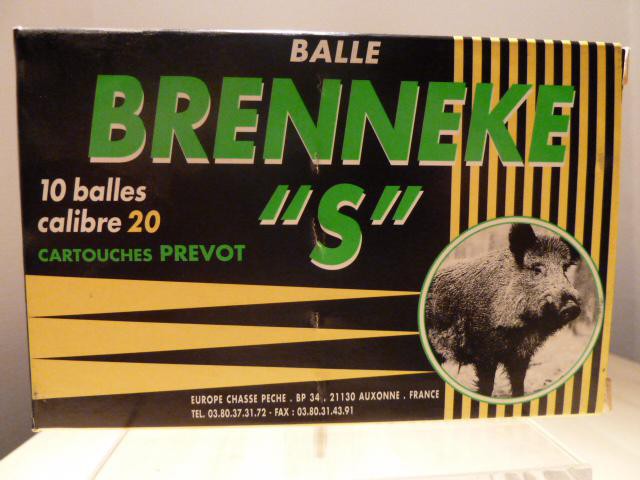 BALLE
BRENNEKE
"S"
10 balles
calibre 20
CARTOUCHES PREVOT
EUROPE CHASSE PECHE . BP 34 . 21130 AUXONNE . FRANCE
TEL. 03.80.37.31.72 - FAX : 03.80.31.43.91